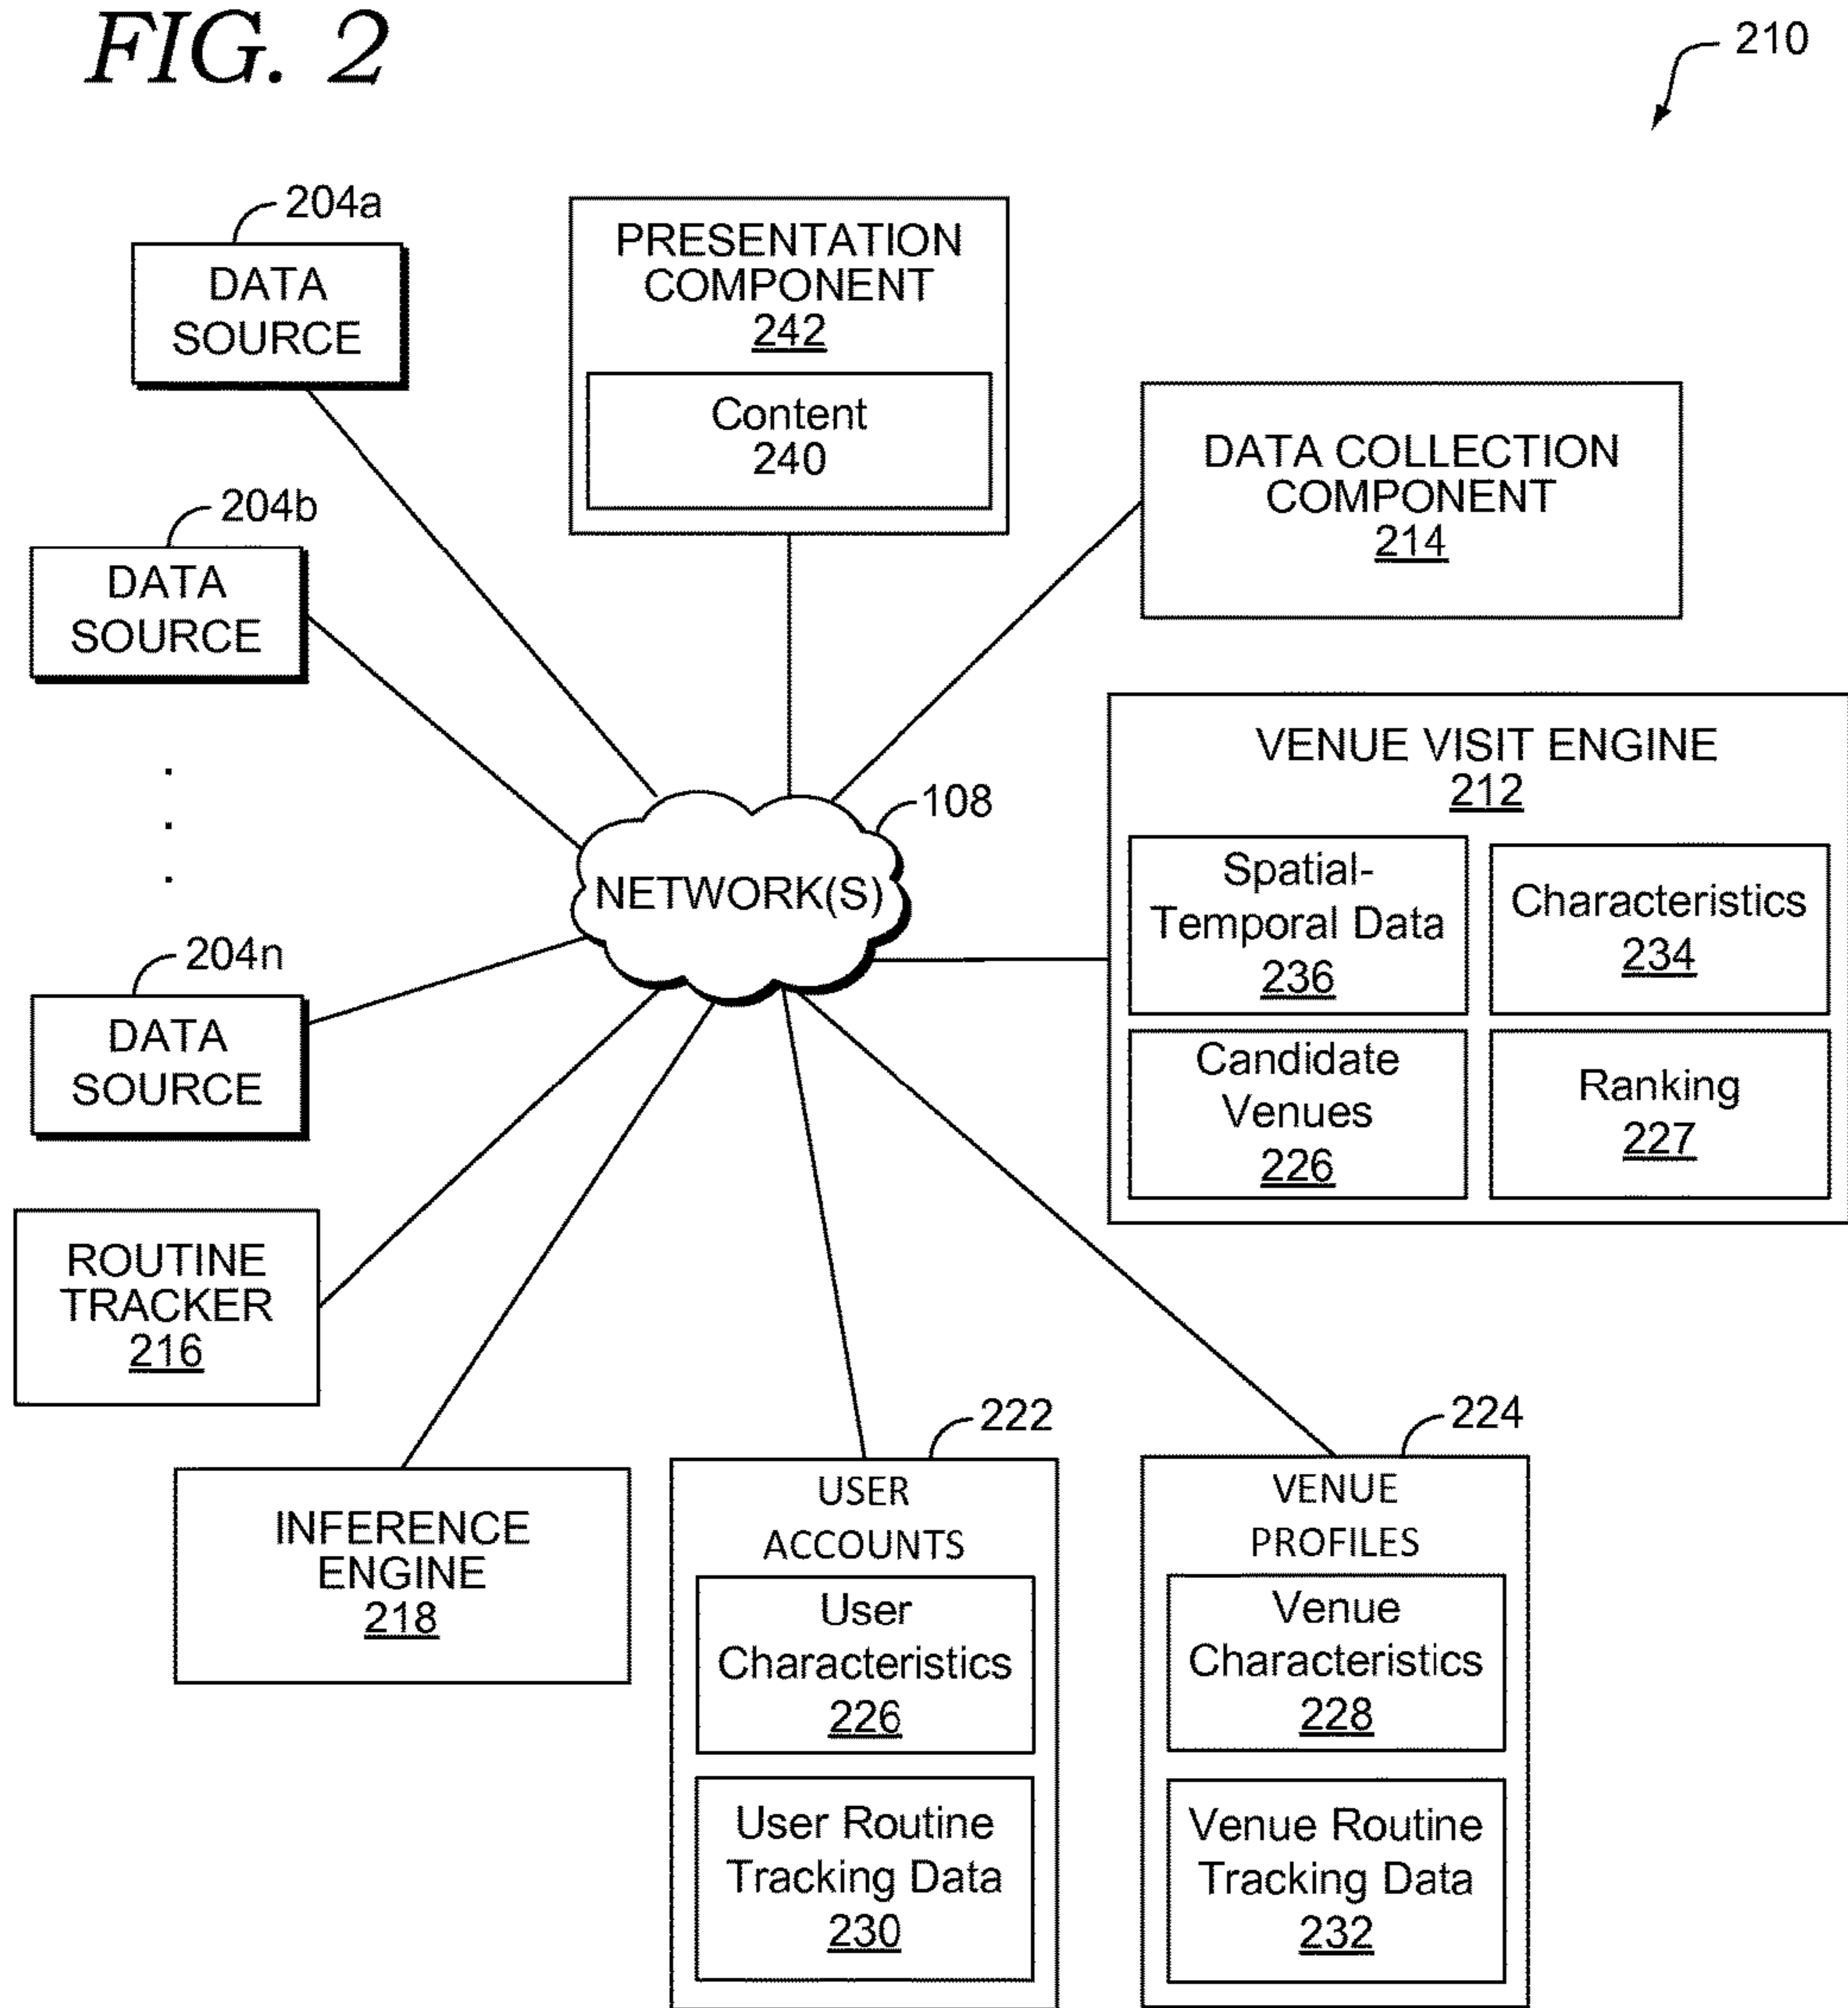 FIG. 2
210
204a
DATA
SOURCE
PRESENTATION
COMPONENT
242
Content
240
DATA COLLECTION
COMPONENT
214
204b
DATA
SOURCE
.
.
.
108
NETWORK(S)
VENUE VISIT ENGINE
212
Spatial-
Temporal Data
236
Characteristics
234
Candidate
Venues
226
Ranking
227
204n
DATA
SOURCE
ROUTINE
TRACKER
216
INFERENCE
ENGINE
218
222
USER
ACCOUNTS
User
Characteristics
226
User Routine
Tracking Data
230
224
VENUE
PROFILES
Venue
Characteristics
228
Venue Routine
Tracking Data
232